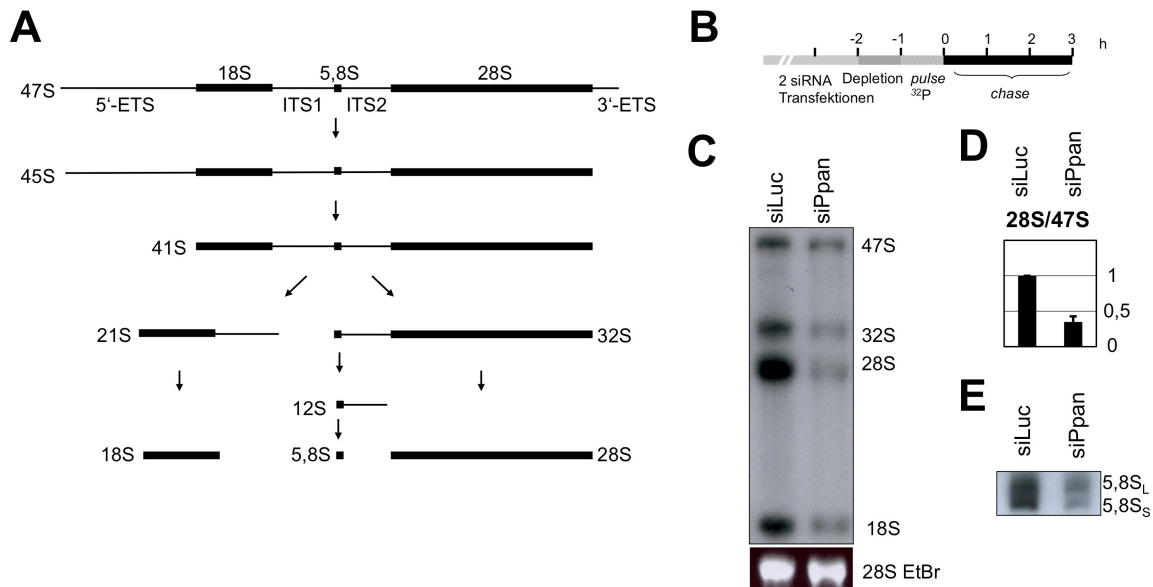 A
18S 5,8S 28S
47S
5‘-ETS ITS1 ITS2 3‘-ETS
45S
41S
21S 32S
12S
18S 5,8S 28S
B
-2 -1 0 1 2 3 h
2 siRNA Depletion pulse
Transfektionen 32P chase
C
siLuc siPpan
47S
32S
28S
18S
28S EtBr
D
siLuc siPpan
28S/47S
1
0,5
0
E
siLuc siPpan
5,8SL
5,8SS